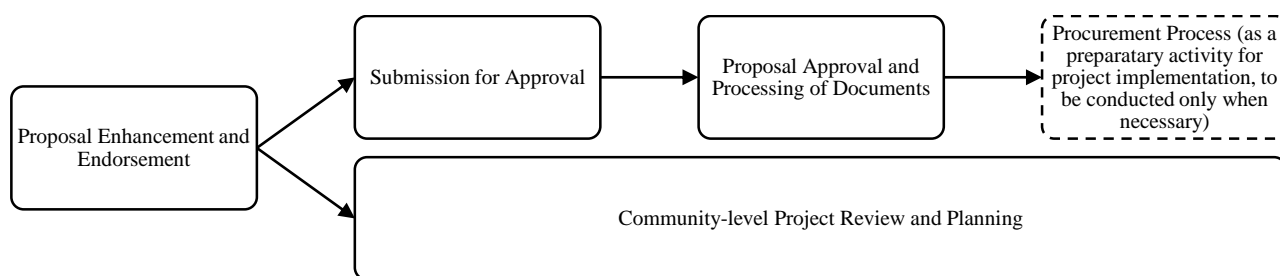 Proposal Enhancement and
Endorsement
Submission for Approval
Proposal Approval and
Processing of Documents
Procurement Process (as a
preparatary activity for
project implementation, to
be conducted only when
necessary)
Community-level Project Review and Planning